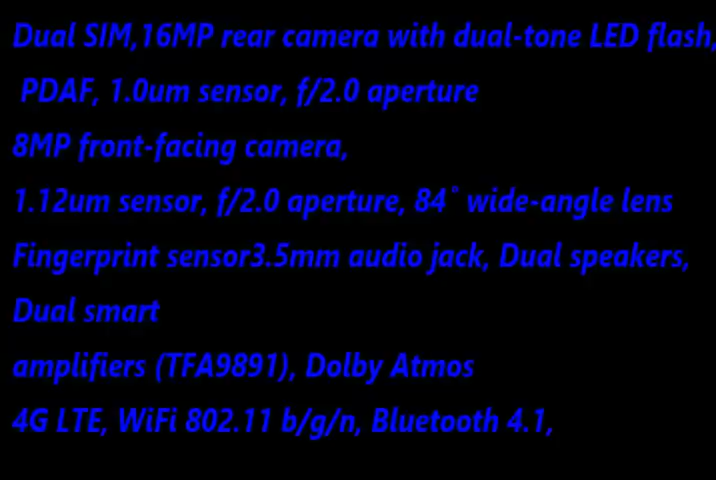 Dual SIM,16MP rear camera with dual-tone LED flash,
PDAF, 1.0um sensor, f/2.0 aperture
8MP front-facing camera,
1.12um sensor, f/2.0 aperture, 84˚ wide-angle lens
Fingerprint sensor3.5mm audio jack, Dual speakers,
Dual smart
amplifiers (TFA9891), Dolby Atmos
4G LTE, WiFi 802.11 b/g/n, Bluetooth 4.1,